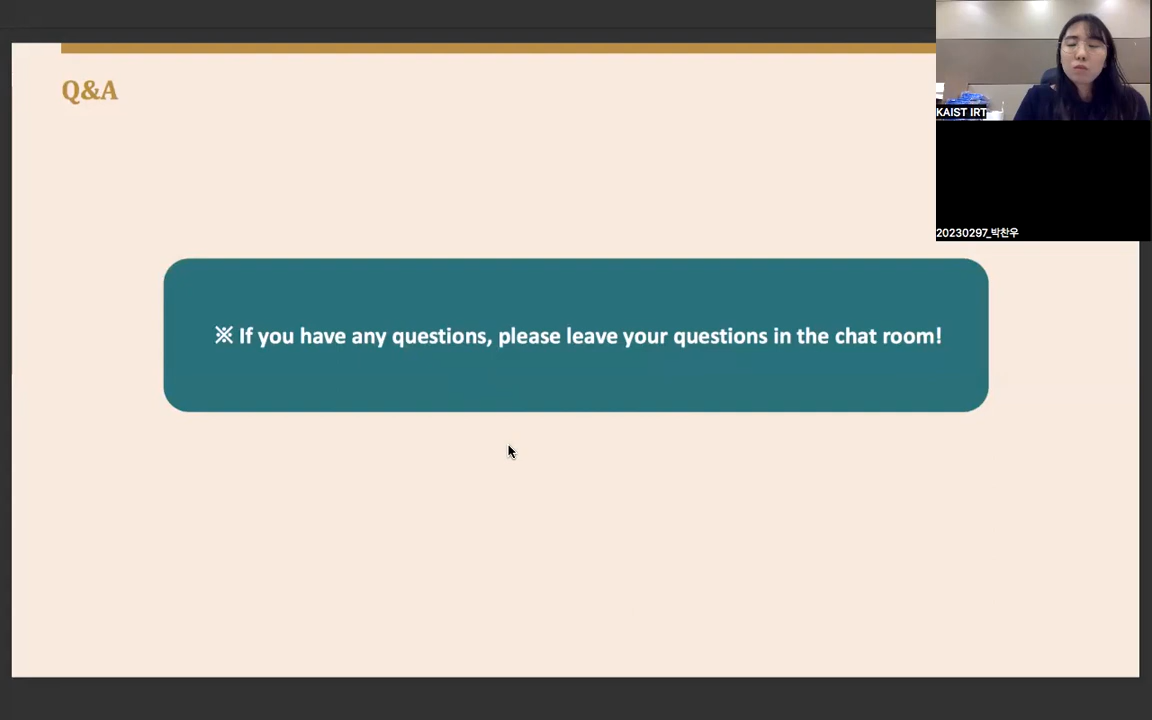 Q&A
KAIST IRT
20230297_박찬우
※ If you have any questions, please leave your questions in the chat room!